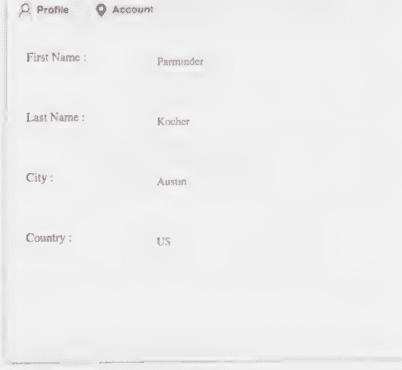 Profile Account
First Name : Parminder
Last Name : Kocher
City : Austin
Country : US